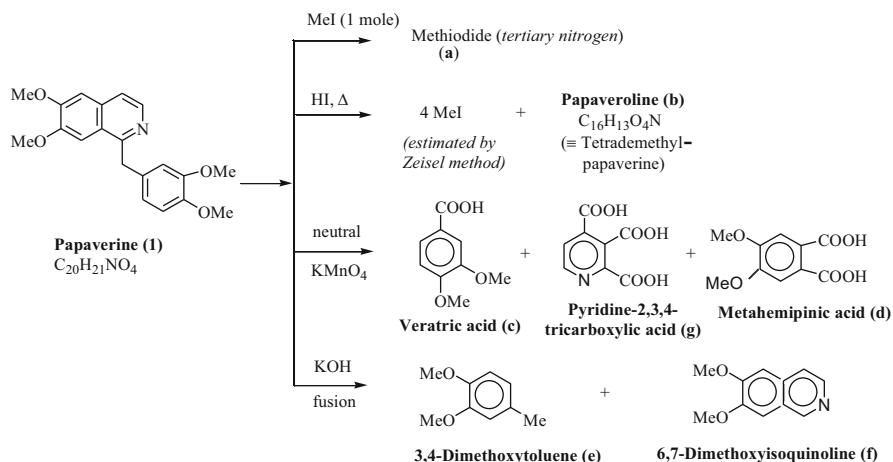 MeI (1 mole)
Methiodide (tertiary nitrogen)
(a)
HI, Δ
4 MeI
+
Papaveroline (b)
C16H13O4N
(estimated by
Zeisel method)
(≡ Tetrademethyl–
papaverine)
MeO
MeO
N
OMe
OMe
Papaverine (1)
C20H21NO4
neutral
KMnO4
COOH
OMe
OMe
Veratric acid (c)
+
COOH
COOH
COOH
N
Pyridine-2,3,4-
tricarboxylic acid (g)
+
MeO
MeO
COOH
COOH
Metahemipinic acid (d)
KOH
fusion
MeO
MeO
Me
3,4-Dimethoxytoluene (e)
+
MeO
MeO
N
6,7-Dimethoxyisoquinoline (f)